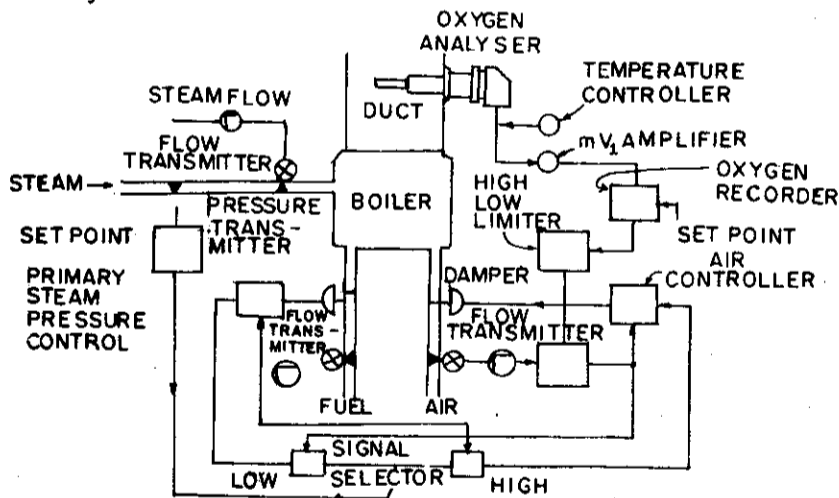 OXYGEN
ANALYSER
TEMPERATURE
CONTROLLER
STEAM FLOW
DUCT
FLOW
TRANSMITTER
mV₁ AMPLIFIER
OXYGEN
RECORDER
STEAM
PRESSURE
TRANS-
MITTER
BOILER
HIGH
LOW
LIMITER
SET POINT
SET POINT
AIR
CONTROLLER
PRIMARY
STEAM
PRESSURE
CONTROL
DAMPER
FLOW
TRANS-
MITTER
FLOW
TRANSMITTER
FUEL
AIR
SIGNAL
SELECTOR
LOW
HIGH